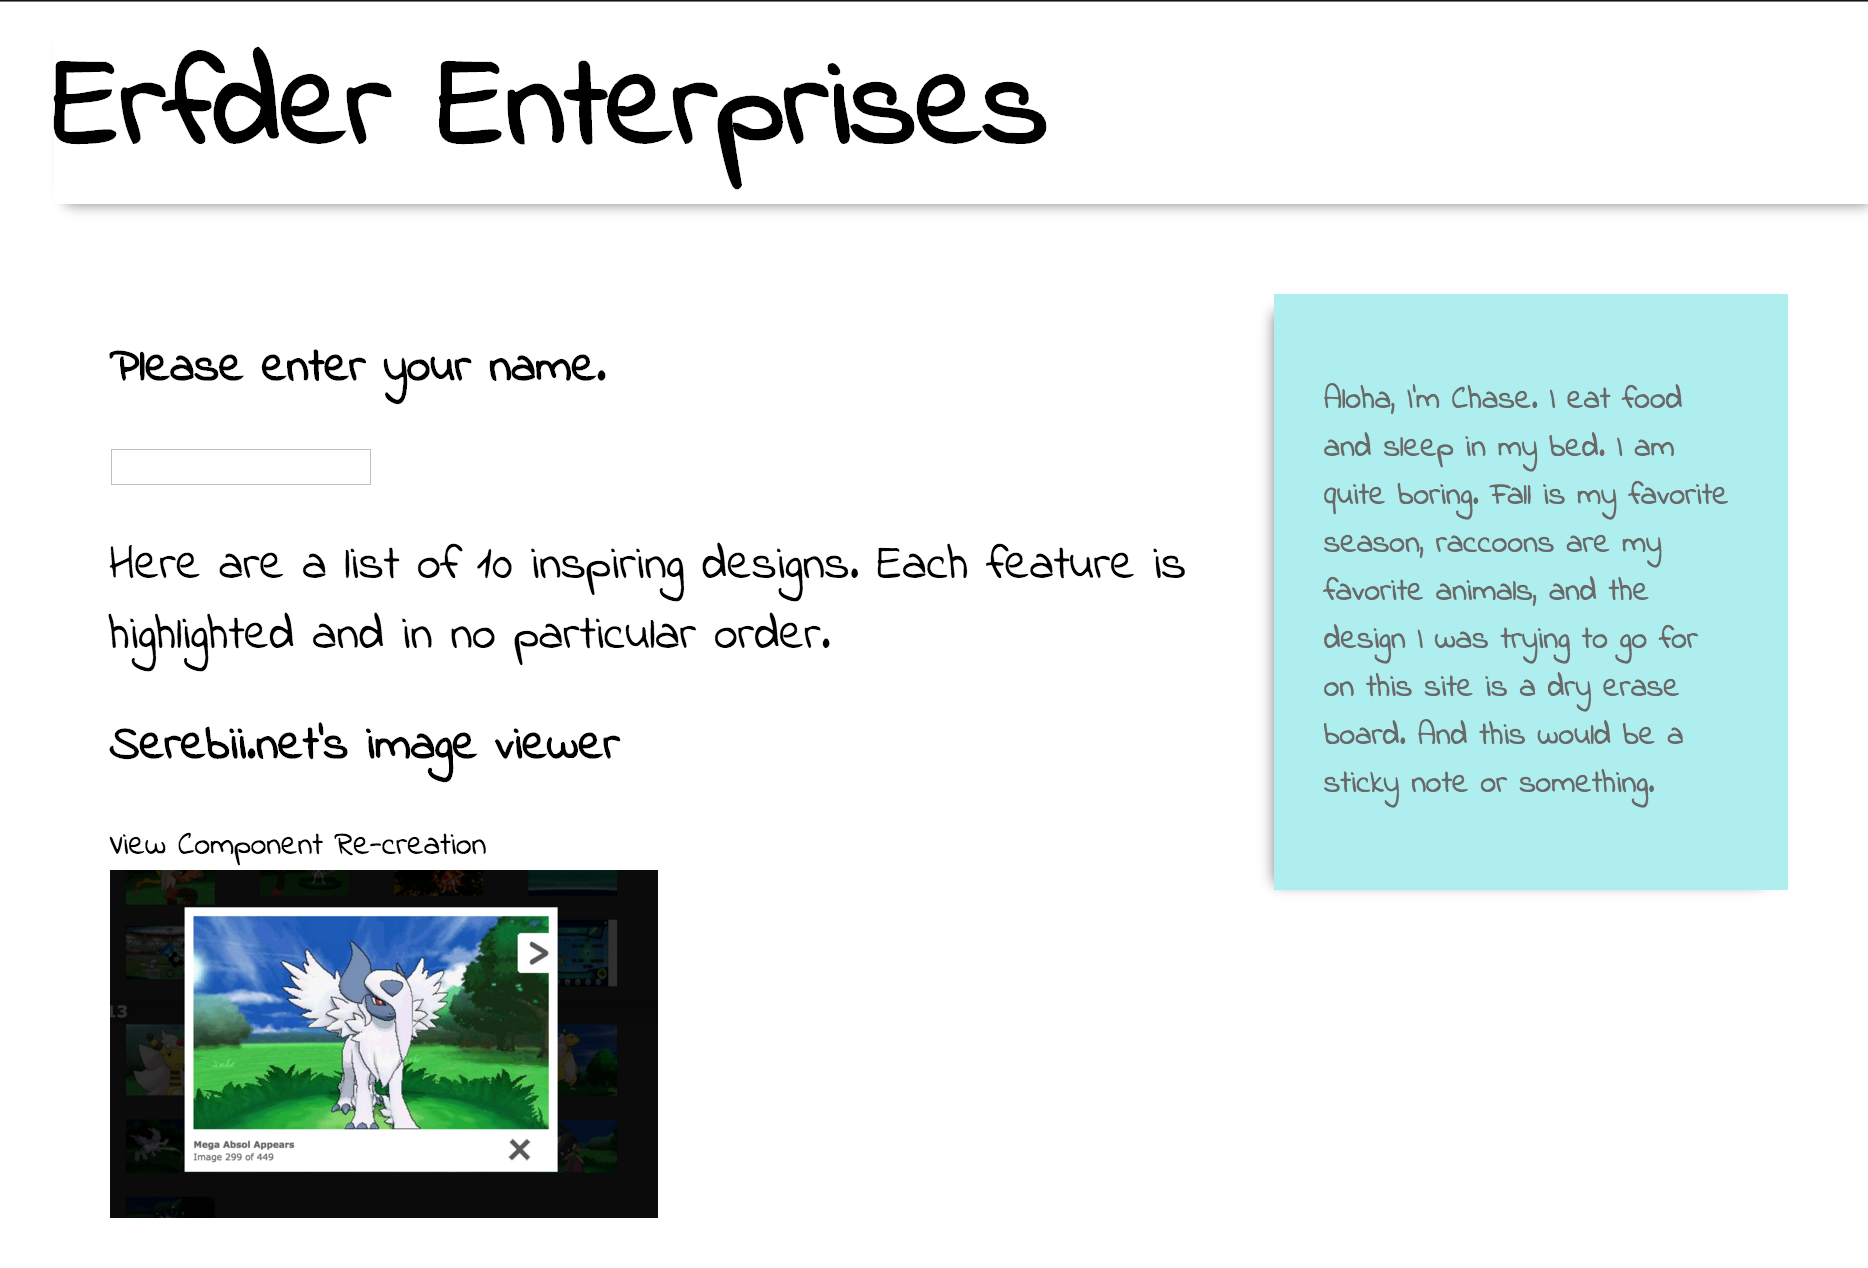 Erfder Enterprises
Please enter your name.
Here are a list of 10 inspiring designs. Each feature is
highlighted and in no particular order.
Serebii.net's image viewer
View Component Re-creation
13
>
Mega Absol Appears
Image 299 of 449
Aloha, I'm Chase. I eat food
and sleep in my bed. I am
quite boring. Fall is my favorite
season, raccoons are my
favorite animals, and the
design I was trying to go for
on this site is a dry erase
board. And this would be a
sticky note or something.